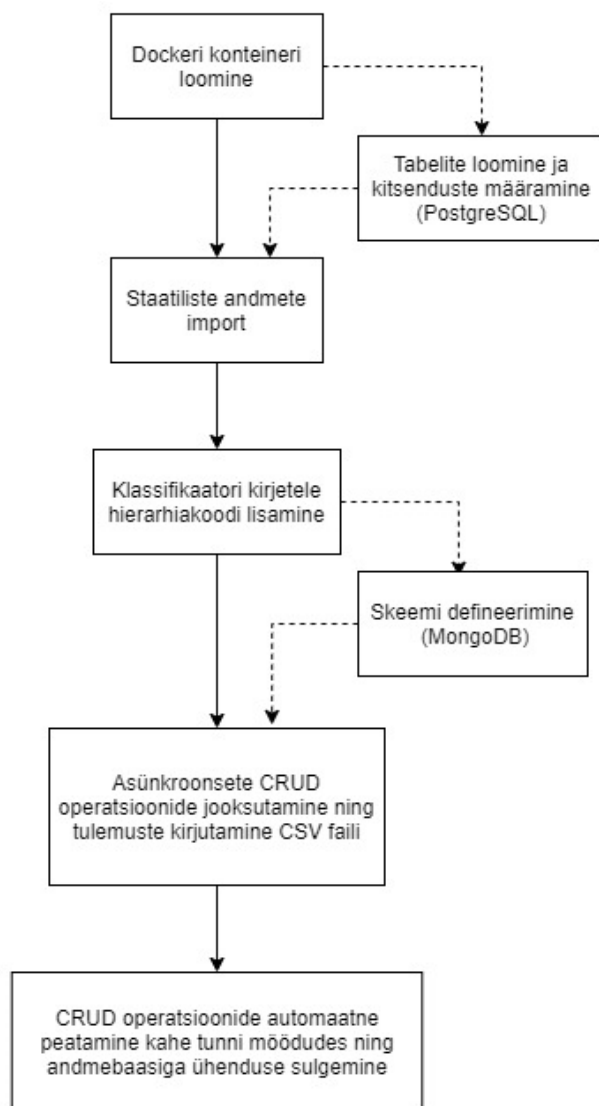 Dockeri konteineri
loomine
Tabelite loomine ja
kitsenduste määramine
(PostgreSQL)
Staatiliste andmete
import
Klassifikaatori kirjetele
hierarhiakoodi lisamine
Skeemi defineerimine
(MongoDB)
Asünkroonsete CRUD
operatsioonide jooksutamine ning
tulemuste kirjutamine CSV faili
CRUD operatsioonide automaatne
peatamine kahe tunni möödudes ning
andmebaasiga ühenduse sulgemine